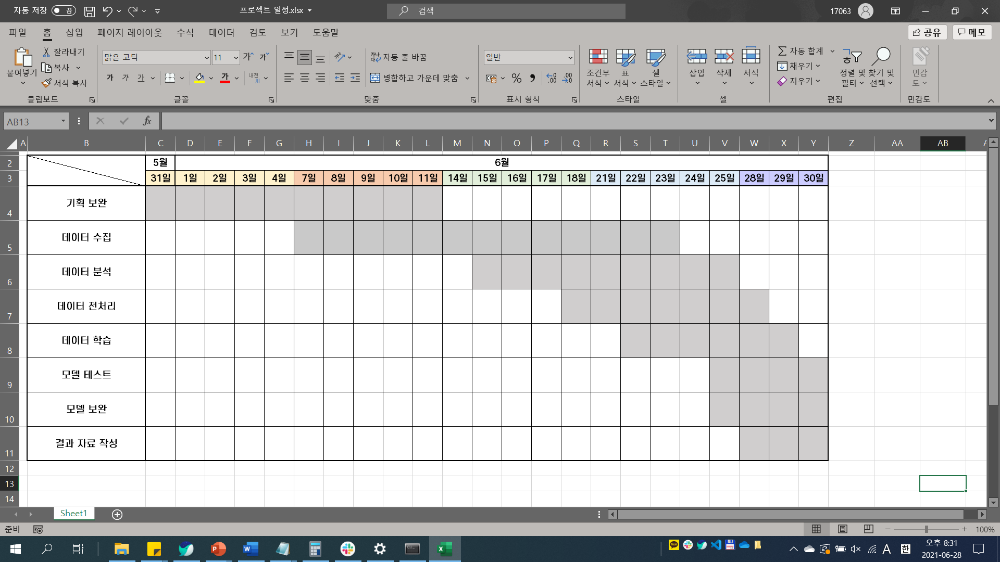 자동 저장 끔 프로젝트 일정.xlsx 검색 17063
파일 홈 삽입 페이지 레이아웃 수식 데이터 검토 보기 도움말 공유 메모
붙여넣기 잘라내기 복사 서식 복사 클립보드
맑은 고딕 11 가 가 가 가 가 가 내천 川 글꼴
가나 다라 자동 줄 바꿈 병합하고 가운데 맞춤 맞춤
일반 % , 표시 형식
조건부 서식 표 서식 셀 스타일 스타일
삽입 삭제 서식 셀
자동 합계 채우기 지우기 정렬 및 필터 찾기 및 선택 편집
민감도 민감도
AB13 fx
A B C D E F G H I J K L M N O P Q R S T U V W X Y Z AA AB
2 5월 6월
3 31일 1일 2일 3일 4일 7일 8일 9일 10일 11일 14일 15일 16일 17일 18일 21일 22일 23일 24일 25일 28일 29일 30일
4 기획 보완
5 데이터 수집
6 데이터 분석
7 데이터 전처리
8 데이터 학습
9 모델 테스트
10 모델 보완
11 결과 자료 작성
12
13
14
Sheet1
준비 100%
A 한 오후 8:31
2021-06-28